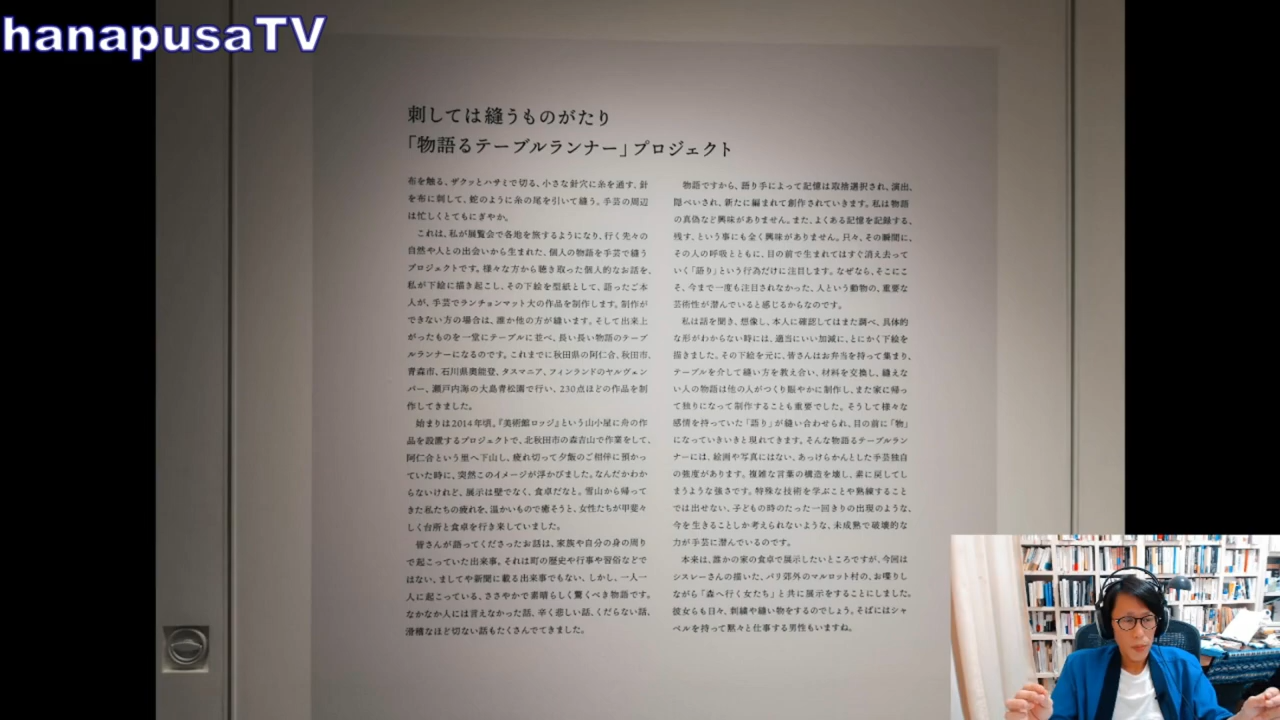 hanapusaTV
刺しては縫うものがたり
「物語るテーブルランナー」プロジェクト
布を触る、ザクッとハサミで切る、小さな針穴に糸を通す、針
を布に刺して、蛇のように糸の尾を引いて縫う。手芸の周辺
は忙しくとてもにぎやか。
これは、私が展覧会で各地を旅するようになり、行く先々の
自然や人との出会いから生まれた、個人の物語を手芸で縫う
プロジェクトです。様々な方から聴き取った個人的なお話を、
私が下絵に描き起こし、その下絵を型紙として、語ったご本
人が、手芸でランチョンマット大の作品を制作します。制作が
できない方の場合は、誰か他の方が縫います。そして出来上
がったものを一堂にテーブルに並べ、長い長い物語のテーブ
ルランナーになるのです。これまでに秋田県の阿仁合、秋田市、
青森市、石川県奥能登、タスマニア、フィンランドのヤルヴェン
パー、瀬戸内海の大島青松園で行い、230点ほどの作品を制
作してきました。
始まりは2014年頃。『美術館ロッジ』という山小屋に舟の作
品を設置するプロジェクトで、北秋田市の森吉山で作業をして、
阿仁合という里へ下山し、疲れ切って夕飯のご相伴に預かっ
ていた時に、突然このイメージが浮かびました。なんだかわか
らないけれど、展示は壁でなく、食卓だなと。雪山から帰って
きた私たちの疲れを、温かいもので癒そうと、女性たちが甲斐々
しく台所と食卓を行き来していました。
皆さんが語ってくださったお話は、家族や自分の身の周り
で起こっていた出来事。それは町の歴史や行事や習俗などで
はない、ましてや新聞に載る出来事でもない、しかし、一人一
人に起こっている、ささやかで素晴らしく驚くべき物語です。
なかなか人には言えなかった話、辛く悲しい話、くだらない話、
滑稽なほど切ない話もたくさんでてきました。
物語ですから、語り手によって記憶は取捨選択され、演出、
隠ぺいされ、新たに編まれて創作されていきます。私は物語
の真偽など興味がありません。また、よくある記憶を記録する、
残す、という事にも全く興味がありません。只々、その瞬間に、
その人の呼吸とともに、目の前で生まれてはすぐ消え去って
いく「語り」という行為だけに注目します。なぜなら、そこにこ
そ、今まで一度も注目されなかった、人という動物の、重要な
芸術性が潜んでいると感じるからなのです。
私は話を聞き、想像し、本人に確認してはまた調べ、具体的
な形がわからない時には、適当にいい加減に、とにかく下絵を
描きました。その下絵を元に、皆さんはお弁当を持って集まり、
テーブルを介して縫い方を教え合い、材料を交換し、縫えな
い人の物語は他の人がつくり賑やかに制作し、また家に帰っ
て独りになって制作することも重要でした。そうして様々な
感情を持っていた「語り」が縫い合わせられ、目の前に「物」
になっていきいきと現れてきます。そんな物語るテーブルラン
ナーには、絵画や写真にはない、あっけらかんとした手芸独自
の強度があります。複雑な言葉の構造を壊し、素に戻してし
まうような強さです。特殊な技術を学ぶことや熟練すること
では出せない、子どもの時のたった一回きりの出現のような、
今を生きることしか考えられないような、未成熟で破壊的な
力が手芸に潜んでいるのです。
本来は、誰かの家の食卓で展示したいところですが、今回は
シスレーさんの描いた、パリ郊外のマルロット村の、お喋りし
ながら「森へ行く女たち」と共に展示をすることにしました。
彼女らも日々、刺繍や縫い物をするのでしょう。そばにはシャ
ベルを持って黙々と仕事する男性もいますね。